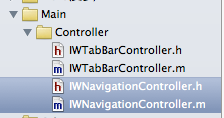 Main
Controller
h IWTabBarController.h
m IWTabBarController.m
h IWNavigationController.h
m IWNavigationController.m